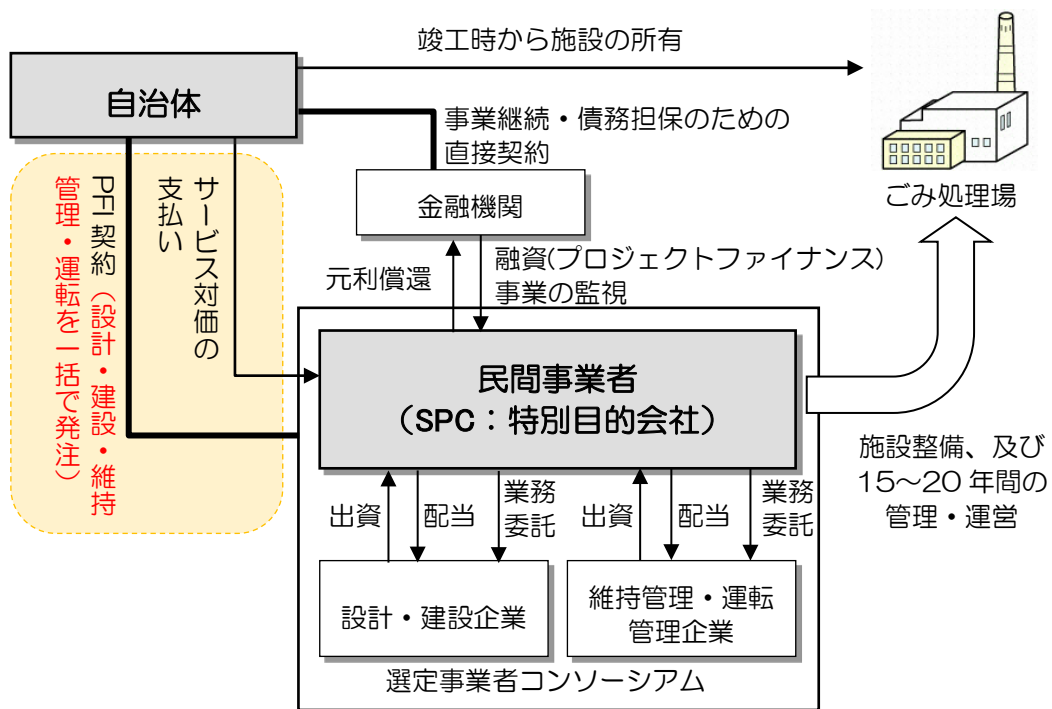 竣工時から施設の所有
自治体
事業継続・債務担保のための
直接契約
金融機関
ごみ処理場
サービス対価の
支払い
PFI契約（設計・建設・維持
管理・運転を一括で発注）
元利償還
融資(プロジェクトファイナンス)
事業の監視
民間事業者
（SPC：特別目的会社）
施設整備、及び
15～20年間の
管理・運営
出資
配当
業務
委託
出資
配当
業務
委託
設計・建設企業
維持管理・運転
管理企業
選定事業者コンソーシアム